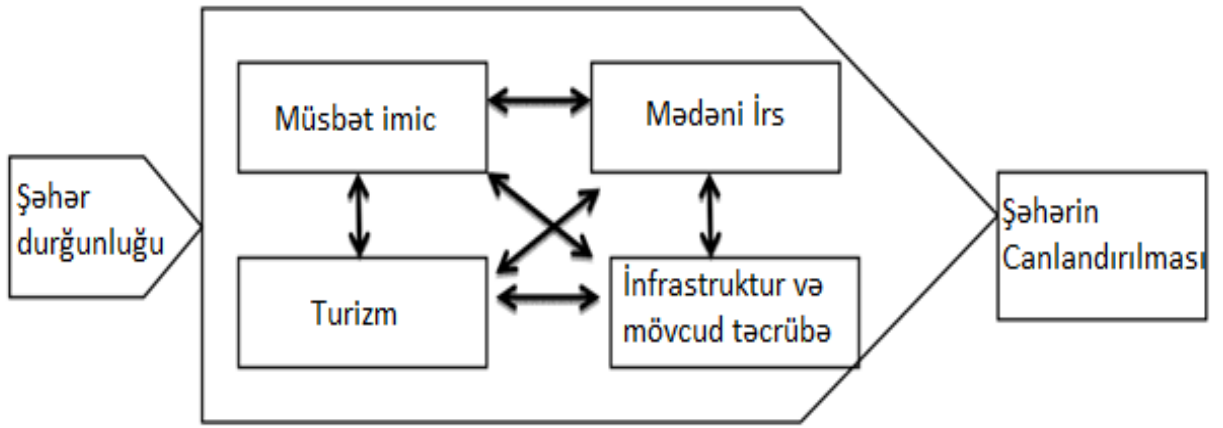 Şəhər
durğunluğu
Müsbət imic
Mədəni İrs
Turizm
İnfrastruktur və
mövcud təcrübə
Şəhərin
Canlandırılması